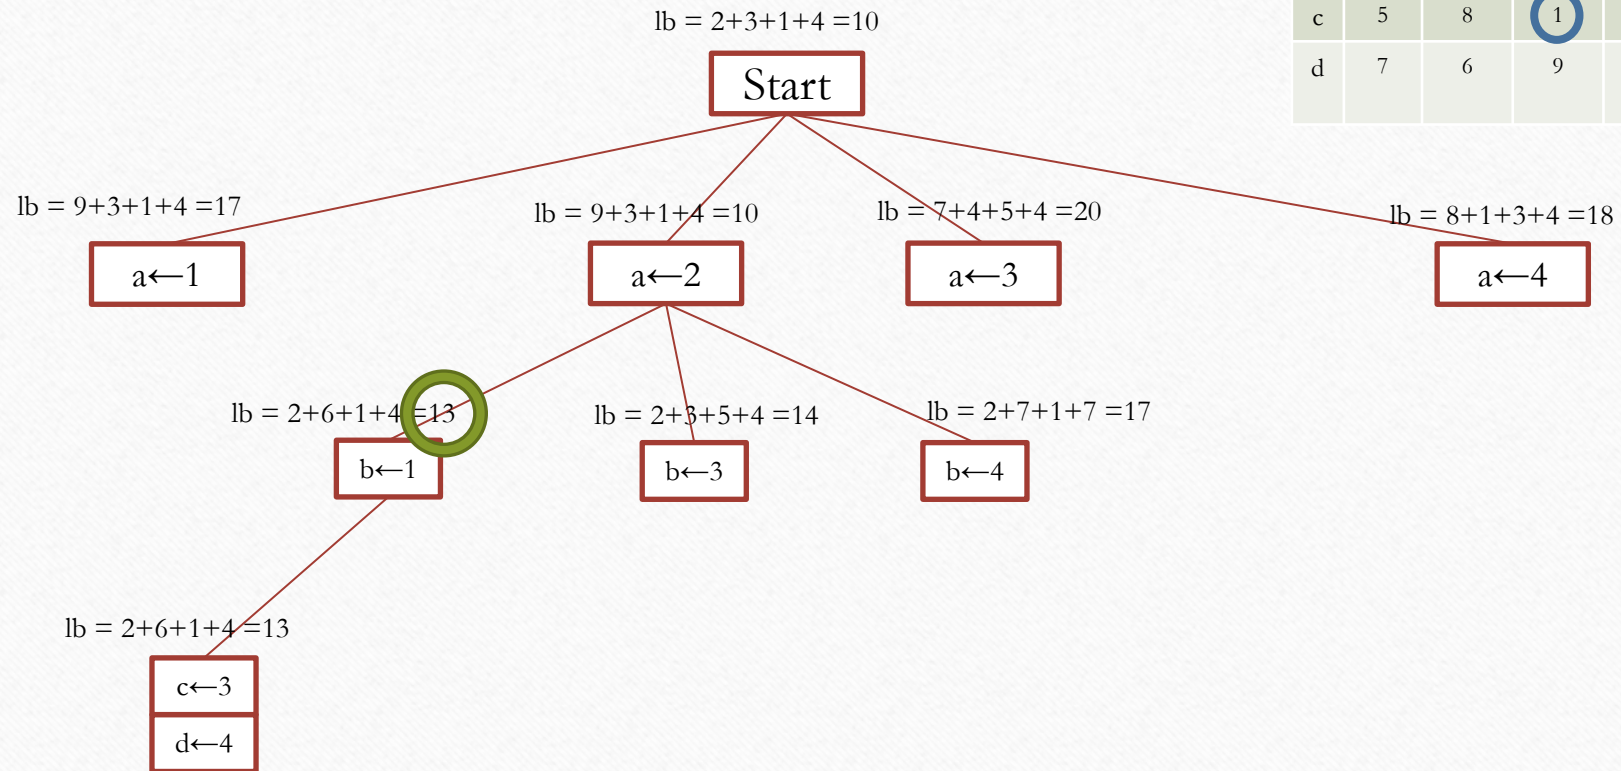 lb = 2+3+1+4 =10
c 5 8 1
d 7 6 9
Start
lb = 9+3+1+4 =17
lb = 9+3+1+4 =10
lb = 7+4+5+4 =20
lb = 8+1+3+4 =18
a←1
a←2
a←3
a←4
lb = 2+6+1+4 =13
lb = 2+3+5+4 =14
lb = 2+7+1+7 =17
b←1
b←3
b←4
lb = 2+6+1+4 =13
c←3
d←4